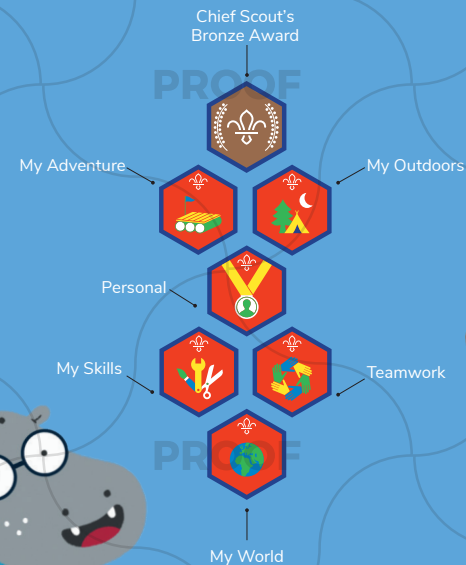 Chief Scout's
Bronze Award
PROOF
My Adventure
My Outdoors
Personal
My Skills
Teamwork
PROOF
My World